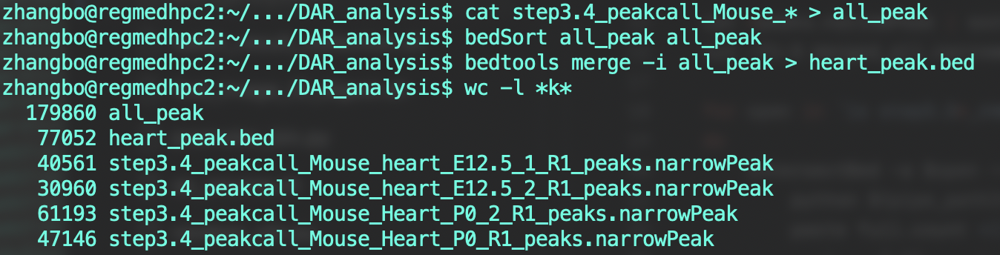 zhangbo@regmedhpc2:~/.../DAR_analysis$ cat step3.4_peakcall_Mouse_* > all_peak
zhangbo@regmedhpc2:~/.../DAR_analysis$ bedSort all_peak all_peak
zhangbo@regmedhpc2:~/.../DAR_analysis$ bedtools merge -i all_peak > heart_peak.bed
zhangbo@regmedhpc2:~/.../DAR_analysis$ wc -l *k*
179860 all_peak
77052 heart_peak.bed
40561 step3.4_peakcall_Mouse_heart_E12.5_1_R1_peaks.narrowPeak
30960 step3.4_peakcall_Mouse_heart_E12.5_2_R1_peaks.narrowPeak
61193 step3.4_peakcall_Mouse_Heart_P0_2_R1_peaks.narrowPeak
47146 step3.4_peakcall_Mouse_Heart_P0_R1_peaks.narrowPeak